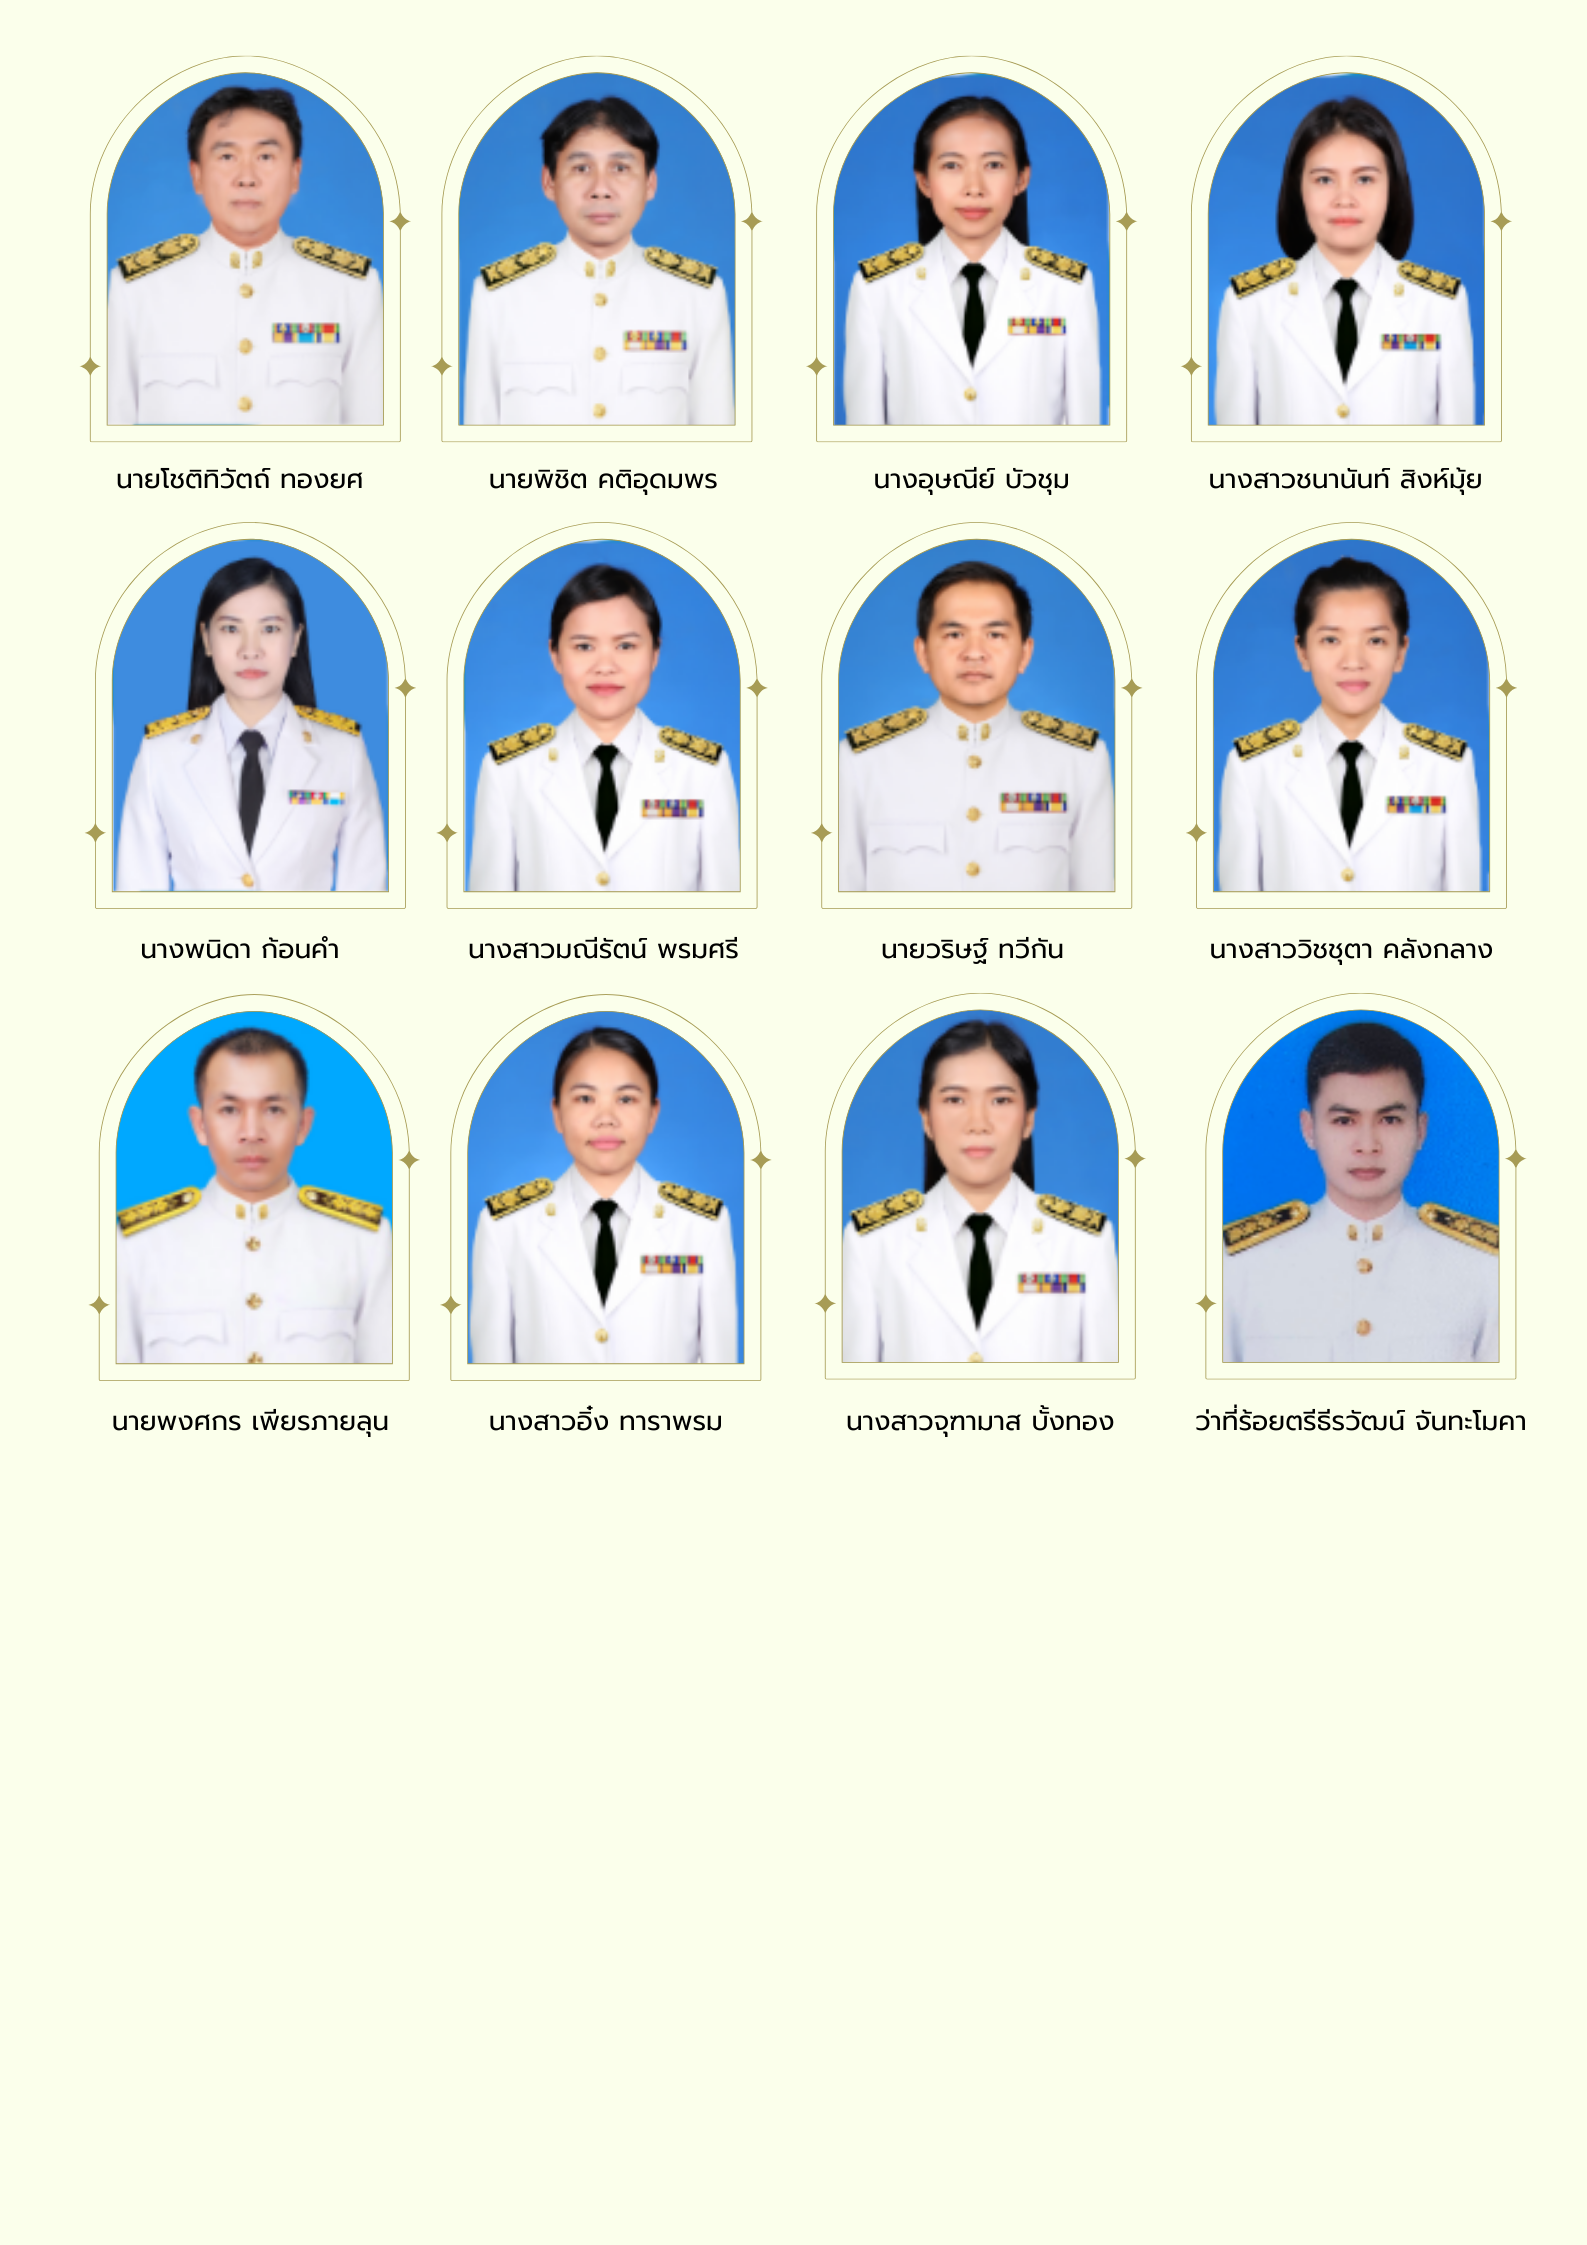 นายโชติทิวัตถ์ ทองยศ
นายพิชิต คติอุดมพร
นางอุษณีย์ บัวชุม
นางสาวชนานันท์ สิงห์มุ้ย
นางพนิดา ก้อนคำ
นางสาวมณีรัตน์ พรมศรี
นายวริษฐ์ ทวีกัน
นางสาววิชชุตา คลังกลาง
นายพงศกร เพียรภายลุน
นางสาวอิ๋ง ทาราพรม
นางสาวจุฑามาส บั้งทอง
ว่าที่ร้อยตรีธีรวัฒน์ จันทะโมคา